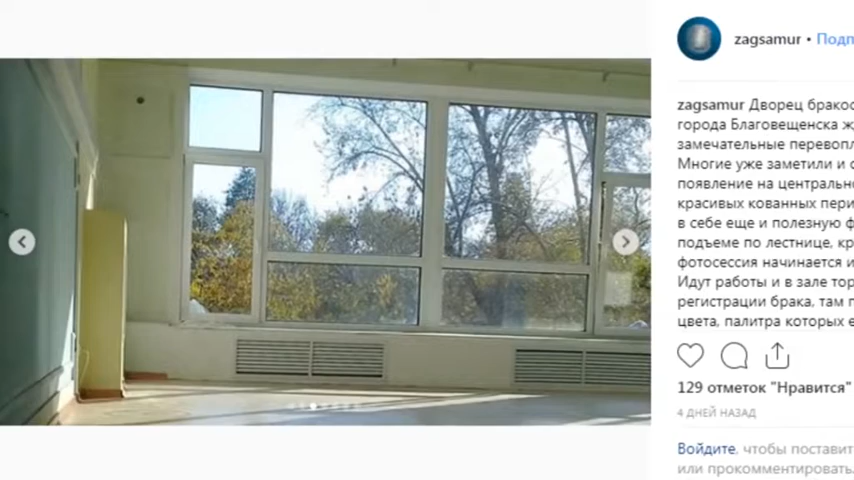 zagsamur • Подп
zagsamur Дворец бракос
города Благовещенска ж
замечательные перевопл
Многие уже заметили и с
появление на центрально
красивых кованных пери
в себе еще и полезную ф
подъеме по лестнице, кр
фотосессия начинается и
Идут работы и в зале тор
регистрации брака, там п
цвета, палитра которых е
129 отметок "Нравится"
4 ДНЕЙ НАЗАД
Войдите, чтобы поставит
или прокомментировать.